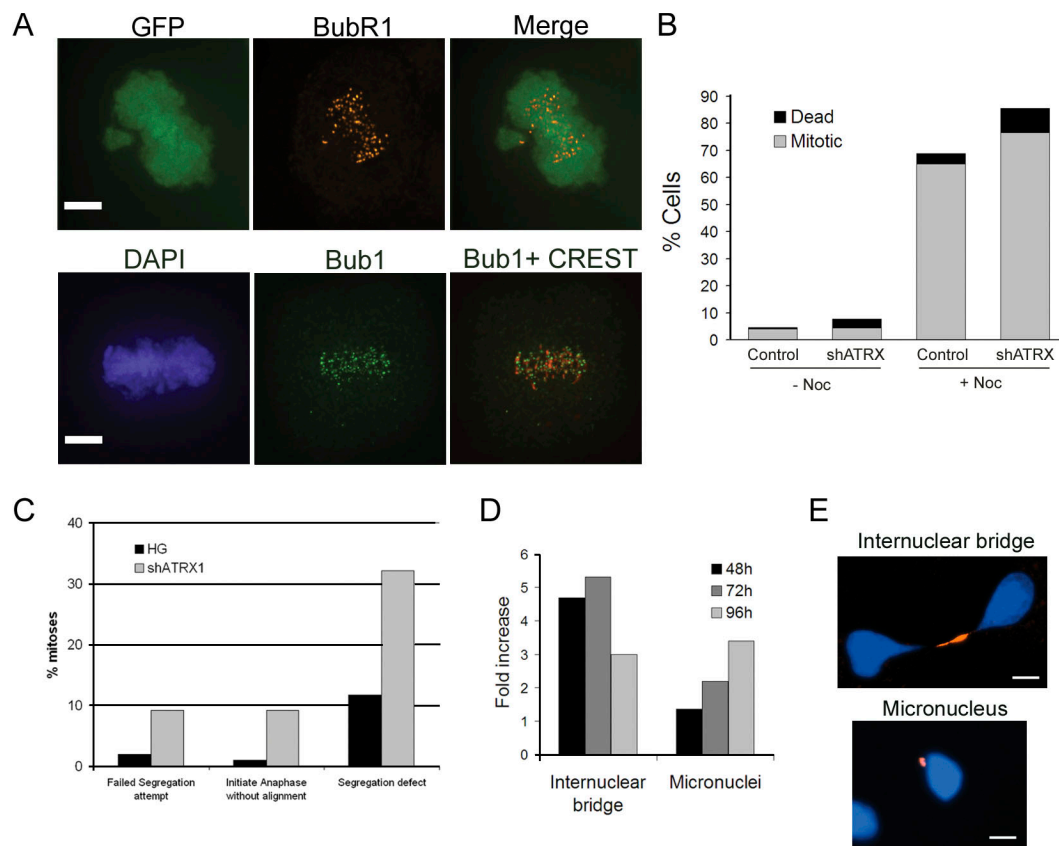 A
GFP
BubR1
Merge
DAPI
Bub1
Bub1+ CREST
B
% Cells
90
80
70
60
50
40
30
20
10
0
Dead
Mitotic
Control
shATRX
Control
shATRX
- Noc
+ Noc
C
% mitoses
40
30
20
10
0
HG
shATRX1
Failed Segregation
attempt
Initiate Anaphase
without alignment
Segregation defect
D
Fold increase
6
5
4
3
2
1
0
48h
72h
96h
Internuclear
bridge
Micronuclei
E
Internuclear bridge
Micronucleus